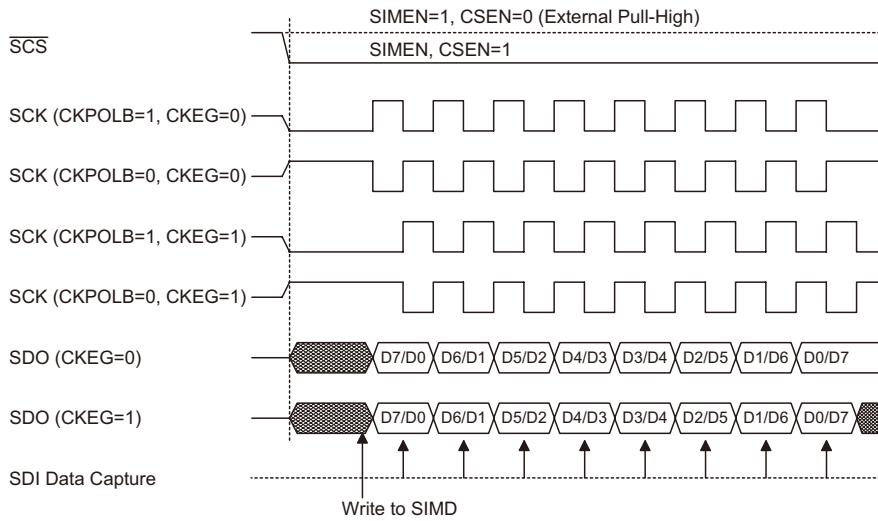 SIMEN=1, CSEN=0 (External Pull-High)
SCS
SIMEN, CSEN=1
SCK (CKPOLB=1, CKEG=0)
SCK (CKPOLB=0, CKEG=0)
SCK (CKPOLB=1, CKEG=1)
SCK (CKPOLB=0, CKEG=1)
SDO (CKEG=0) D7/D0 D6/D1 D5/D2 D4/D3 D3/D4 D2/D5 D1/D6 D0/D7
SDO (CKEG=1) D7/D0 D6/D1 D5/D2 D4/D3 D3/D4 D2/D5 D1/D6 D0/D7
SDI Data Capture
Write to SIMD